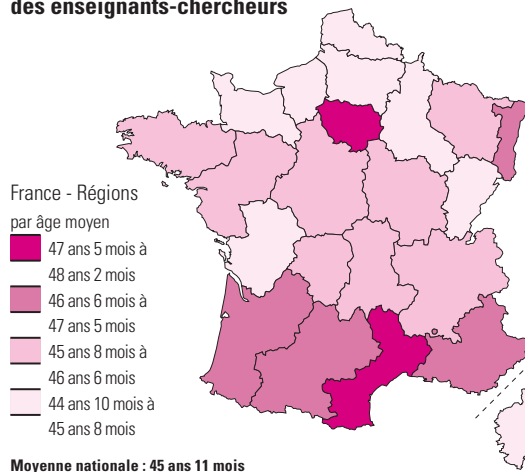 des enseignants-chercheurs
France - Régions
par âge moyen
47 ans 5 mois à
48 ans 2 mois
46 ans 6 mois à
47 ans 5 mois
45 ans 8 mois à
46 ans 6 mois
44 ans 10 mois à
45 ans 8 mois
Moyenne nationale : 45 ans 11 mois